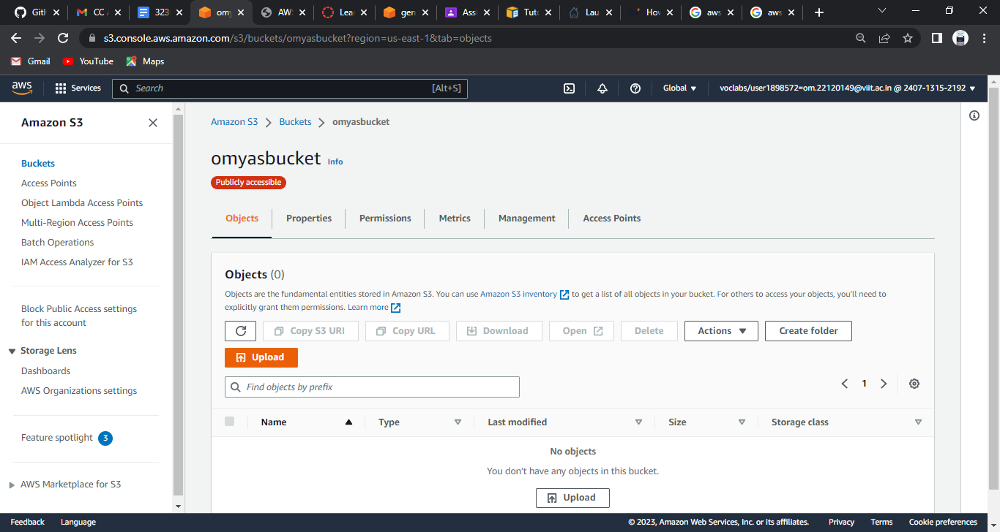 GitH
CC A
323
omy
AWS
Lea
gen
Assi
Tuto
Lau
Hov
aws
aws
s3.console.aws.amazon.com/s3/buckets/omyasbucket?region=us-east-1&tab=objects
Gmail
YouTube
Maps
aws
Services
Search
[Alt+S]
Global
voclabs/user1898572=om.22120149@viit.ac.in @ 2407-1315-2192
Amazon S3
Buckets
Access Points
Object Lambda Access Points
Multi-Region Access Points
Batch Operations
IAM Access Analyzer for S3
Block Public Access settings
for this account
Storage Lens
Dashboards
AWS Organizations settings
Feature spotlight 3
AWS Marketplace for S3
Amazon S3 > Buckets > omyasbucket
omyasbucket Info
Publicly accessible
Objects
Properties
Permissions
Metrics
Management
Access Points
Objects (0)
Objects are the fundamental entities stored in Amazon S3. You can use Amazon S3 inventory to get a list of all objects in your bucket. For others to access your objects, you'll need to
explicitly grant them permissions. Learn more
Copy S3 URI
Copy URL
Download
Open
Delete
Actions
Create folder
Upload
Find objects by prefix
1
Name
Type
Last modified
Size
Storage class
No objects
You don't have any objects in this bucket.
Upload
Feedback
Language
© 2023, Amazon Web Services, Inc. or its affiliates.
Privacy
Terms
Cookie preferences